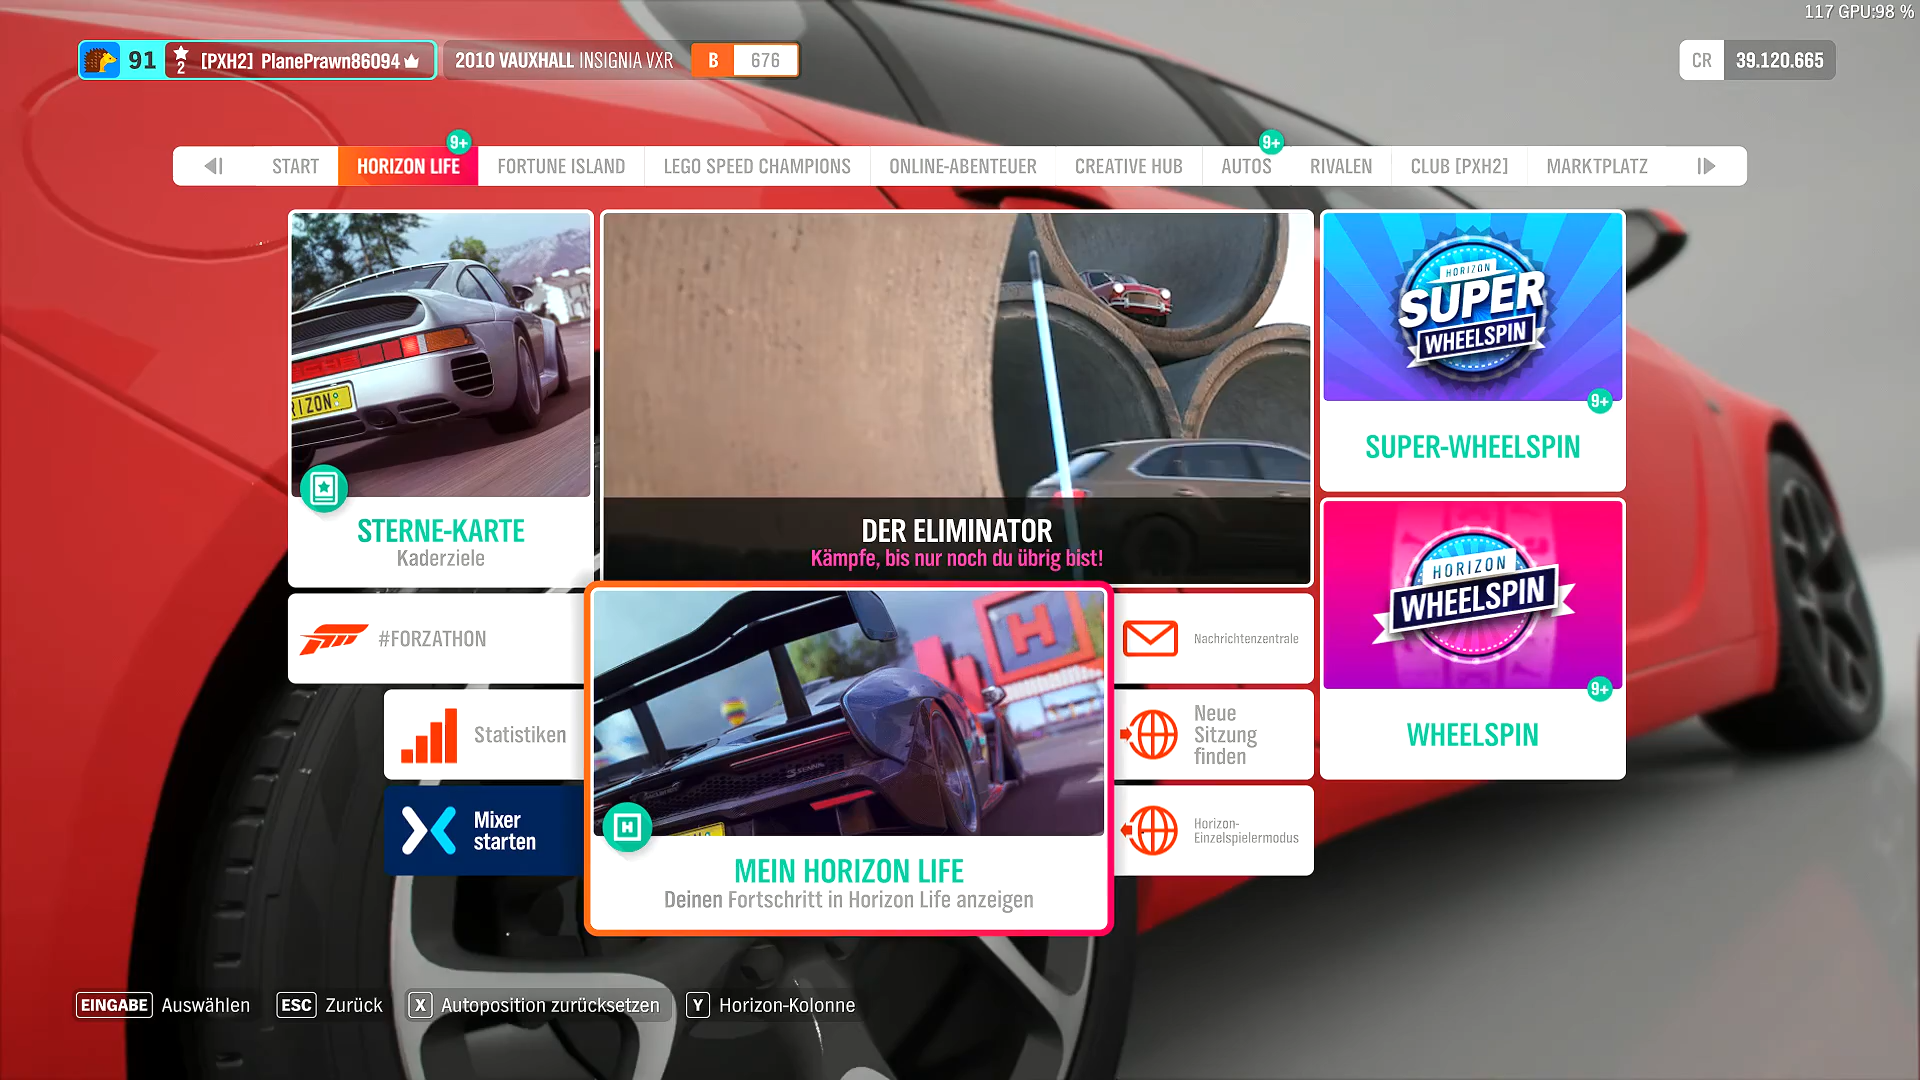 117 GPU:98 %
91 2 [PXH2] PlanePrawn86094 2010 VAUXHALL INSIGNIA VXR B 676 CR 39.120.665
9+ 9+
START HORIZON LIFE FORTUNE ISLAND LEGO SPEED CHAMPIONS ONLINE-ABENTEUER CREATIVE HUB AUTOS RIVALEN CLUB [PXH2] MARKTPLATZ
STERNE-KARTE
Kaderziele
DER ELIMINATOR
Kämpfe, bis nur noch du übrig bist!
HORIZON
SUPER
WHEELSPIN
9+
SUPER-WHEELSPIN
#FORZATHON
Statistiken
Mixer
starten
H
SENNA
MEIN HORIZON LIFE
Deinen Fortschritt in Horizon Life anzeigen
Nachrichtenzentrale
Neue
Sitzung
finden
Horizon-
Einzelspielermodus
HORIZON
WHEELSPIN
9+
WHEELSPIN
EINGABE Auswählen ESC Zurück X Autoposition zurücksetzen Y Horizon-Kolonne